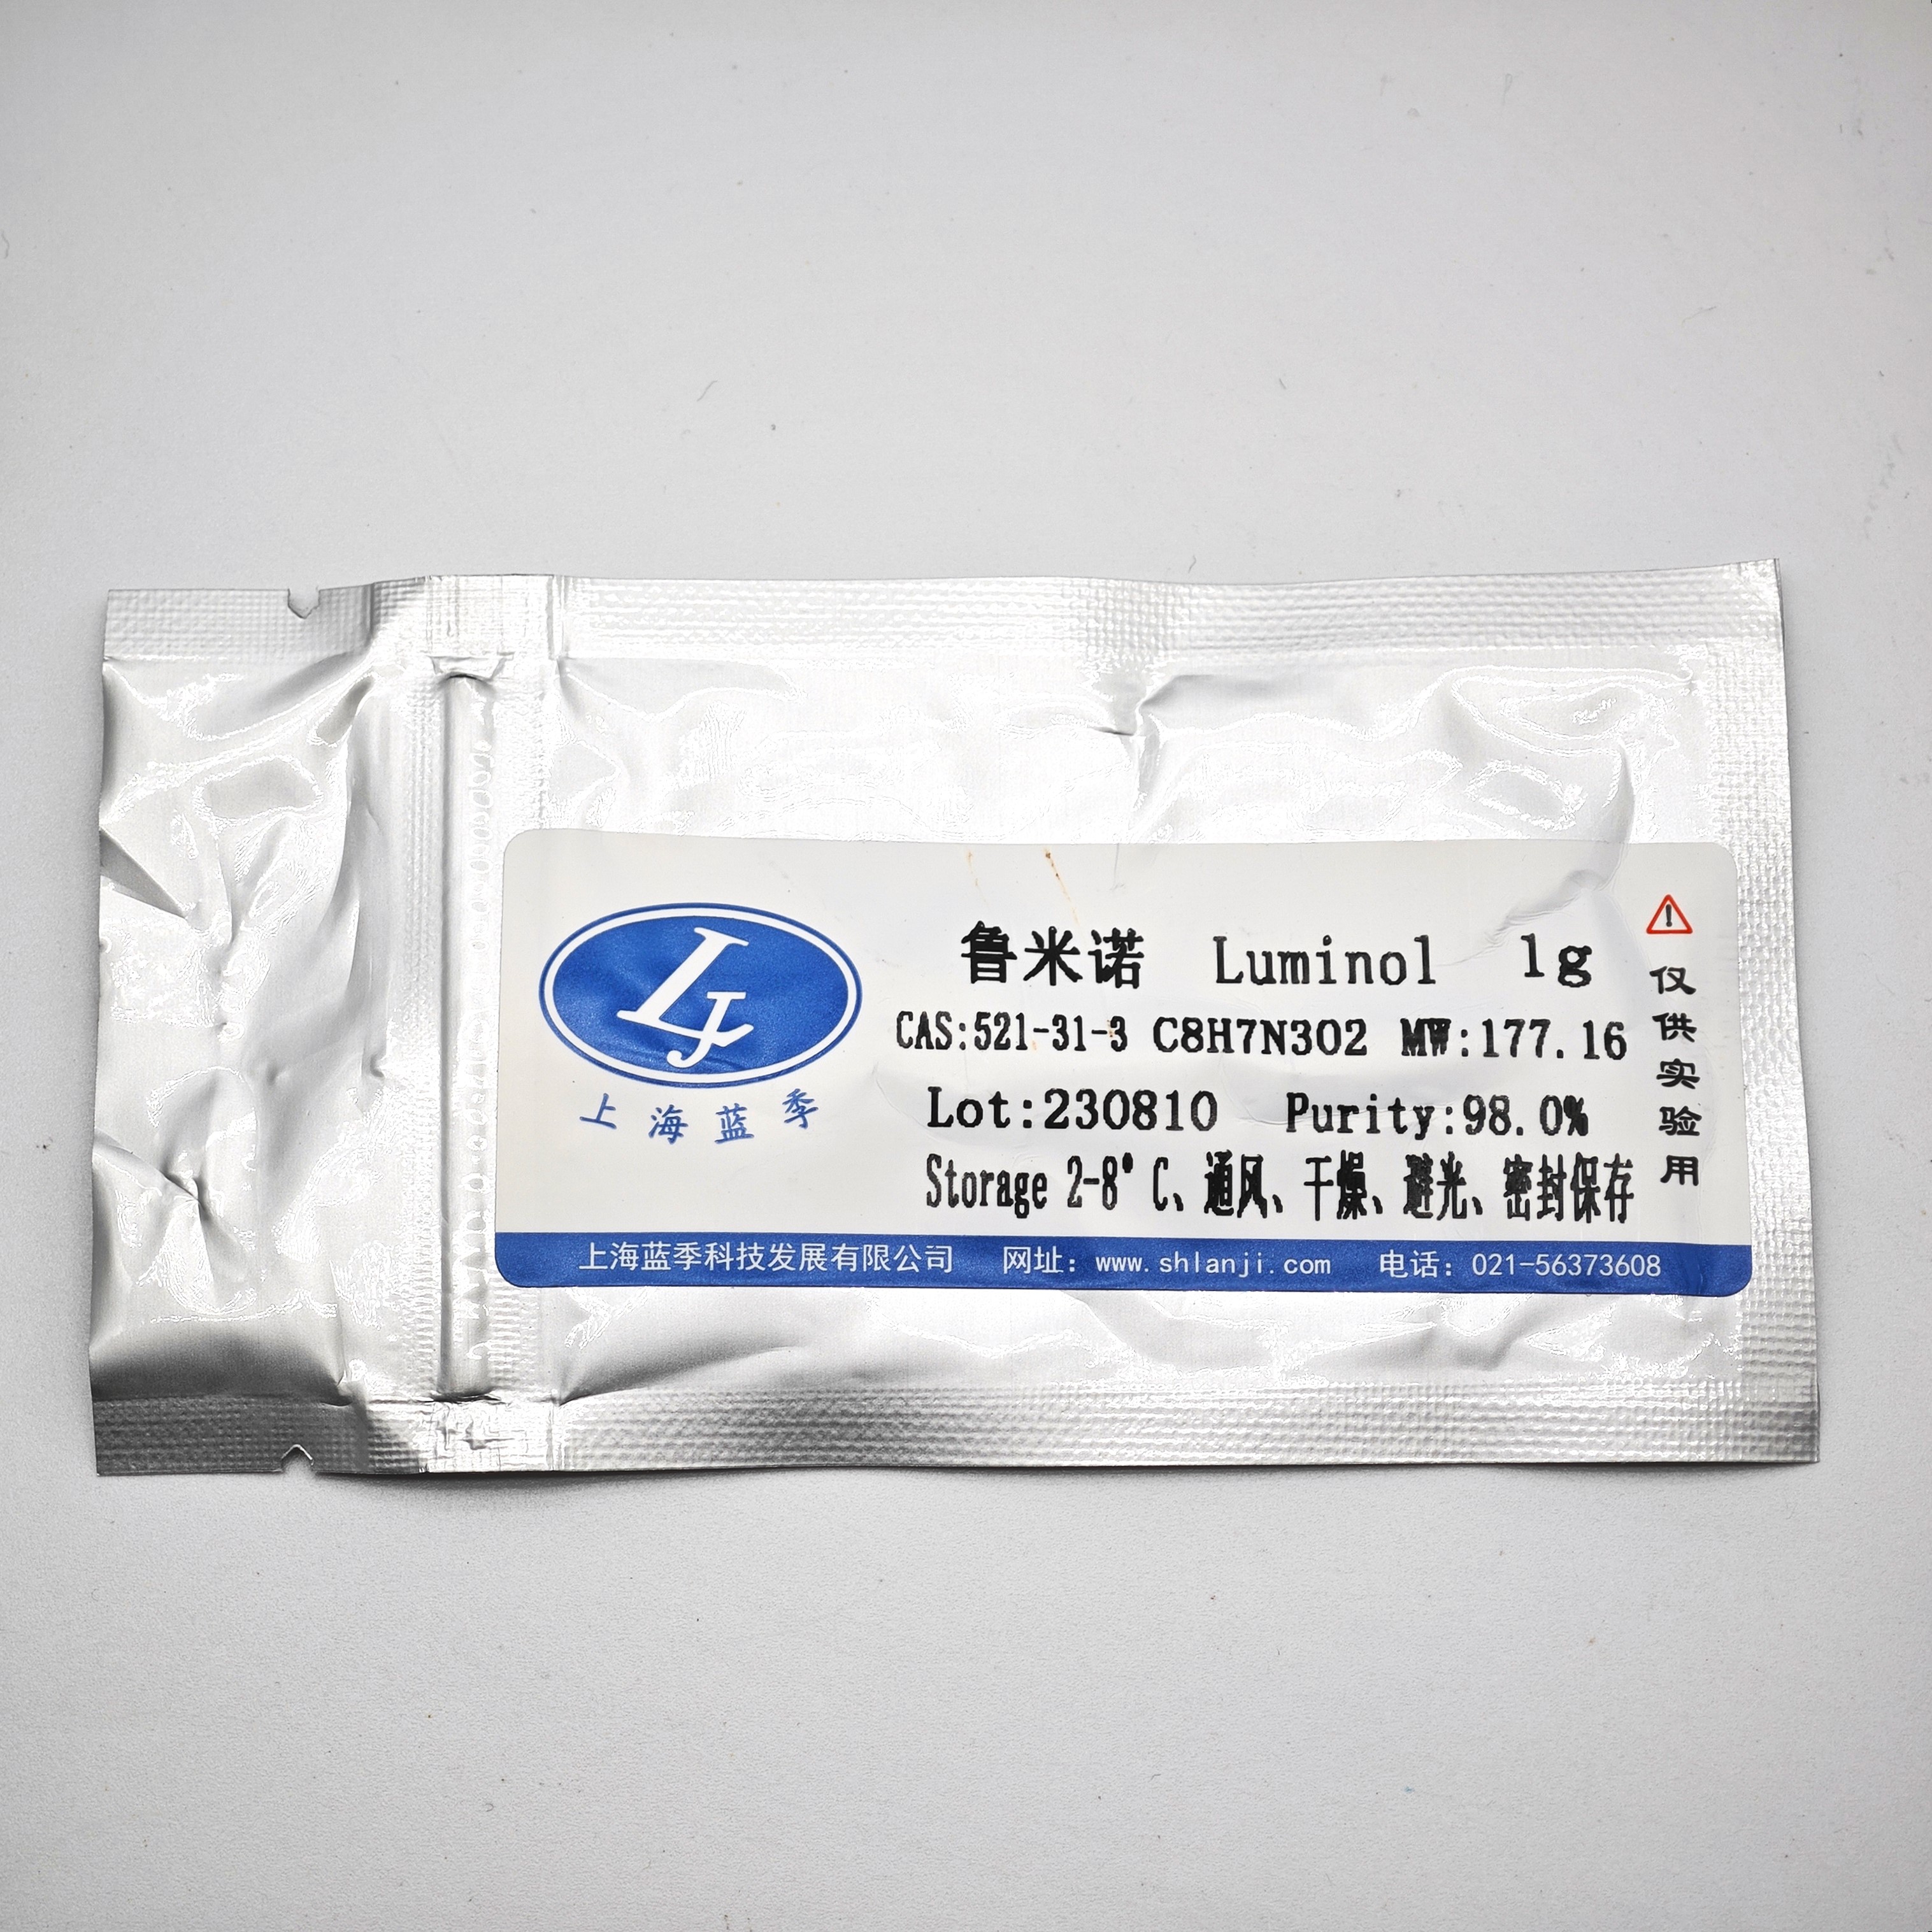 LJ
上海蓝季
鲁米诺 Luminol 1g
CAS:521-31-3 C8H7N3O2 MW:177.16
Lot:230810 Purity:98.0%
Storage 2-8°C、通风、干燥、避光、密封保存
仅供实验用
上海蓝季科技发展有限公司 网址：www.shlanji.com 电话：021-56373608